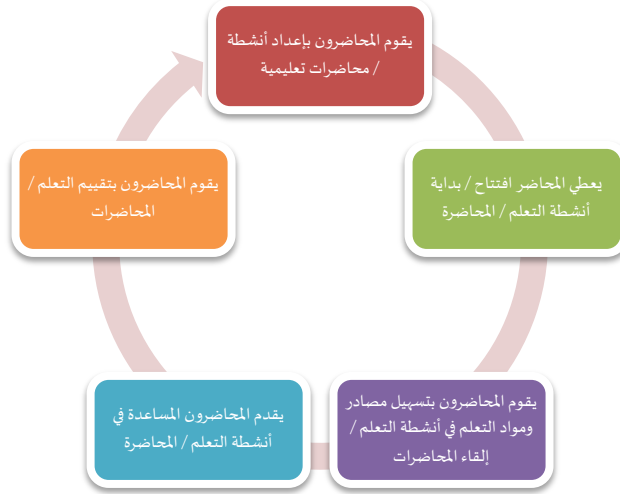 يقوم المحاضرون بإعداد أنشطة
/ محاضرات تعليمية
يعطي المحاضر افتتاح / بداية
أنشطة التعلم / المحاضرة
يقوم المحاضرون بتسهيل مصادر
ومواد التعلم في أنشطة التعلم /
إلقاء المحاضرات
يقدم المحاضرون المساعدة في
أنشطة التعلم / المحاضرة
يقوم المحاضرون بتقييم التعلم /
المحاضرات